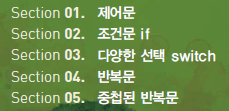 Section 01. 제어문
Section 02. 조건문 if
Section 03. 다양한 선택 switch
Section 04. 반복문
Section 05. 중첩된 반복문